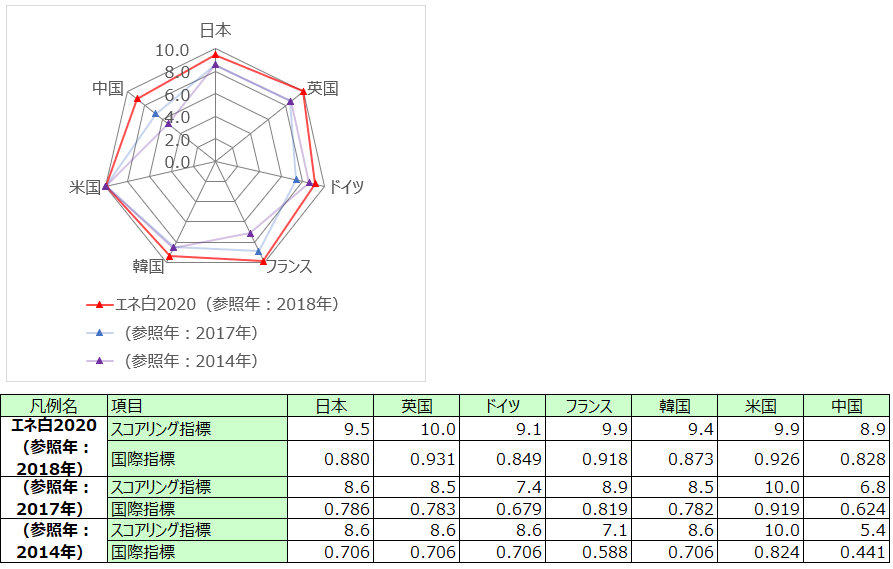 日本
10.0
8.0
中国
英国
6.0
4.0
2.0
0.0
米国
ドイツ
韓国
フランス
エネ白2020（参照年：2018年）
（参照年：2017年）
（参照年：2014年）
凡例名 項目 日本 英国 ドイツ フランス 韓国 米国 中国
エネ白2020
（参照年：
2018年）
スコアリング指標 9.5 10.0 9.1 9.9 9.4 9.9 8.9
国際指標 0.880 0.931 0.849 0.918 0.873 0.926 0.828
（参照年：
2017年）
スコアリング指標 8.6 8.5 7.4 8.9 8.5 10.0 6.8
国際指標 0.786 0.783 0.679 0.819 0.782 0.919 0.624
（参照年：
2014年）
スコアリング指標 8.6 8.6 8.6 7.1 8.6 10.0 5.4
国際指標 0.706 0.706 0.706 0.588 0.706 0.824 0.441